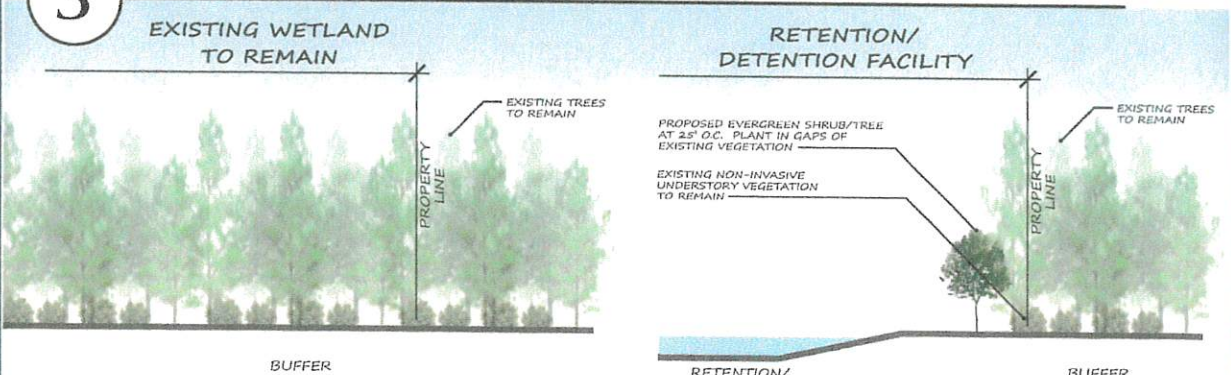 EXISTING WETLAND
TO REMAIN
EXISTING TREES
TO REMAIN
PROPERTY
LINE
BUFFER
RETENTION/
DETENTION FACILITY
PROPOSED EVERGREEN SHRUB/TREE
AT 25' O.C. PLANT IN GAPS OF
EXISTING VEGETATION
EXISTING NON-INVASIVE
UNDERSTORY VEGETATION
TO REMAIN
EXISTING TREES
TO REMAIN
PROPERTY
LINE
RETENTION/
BUFFER